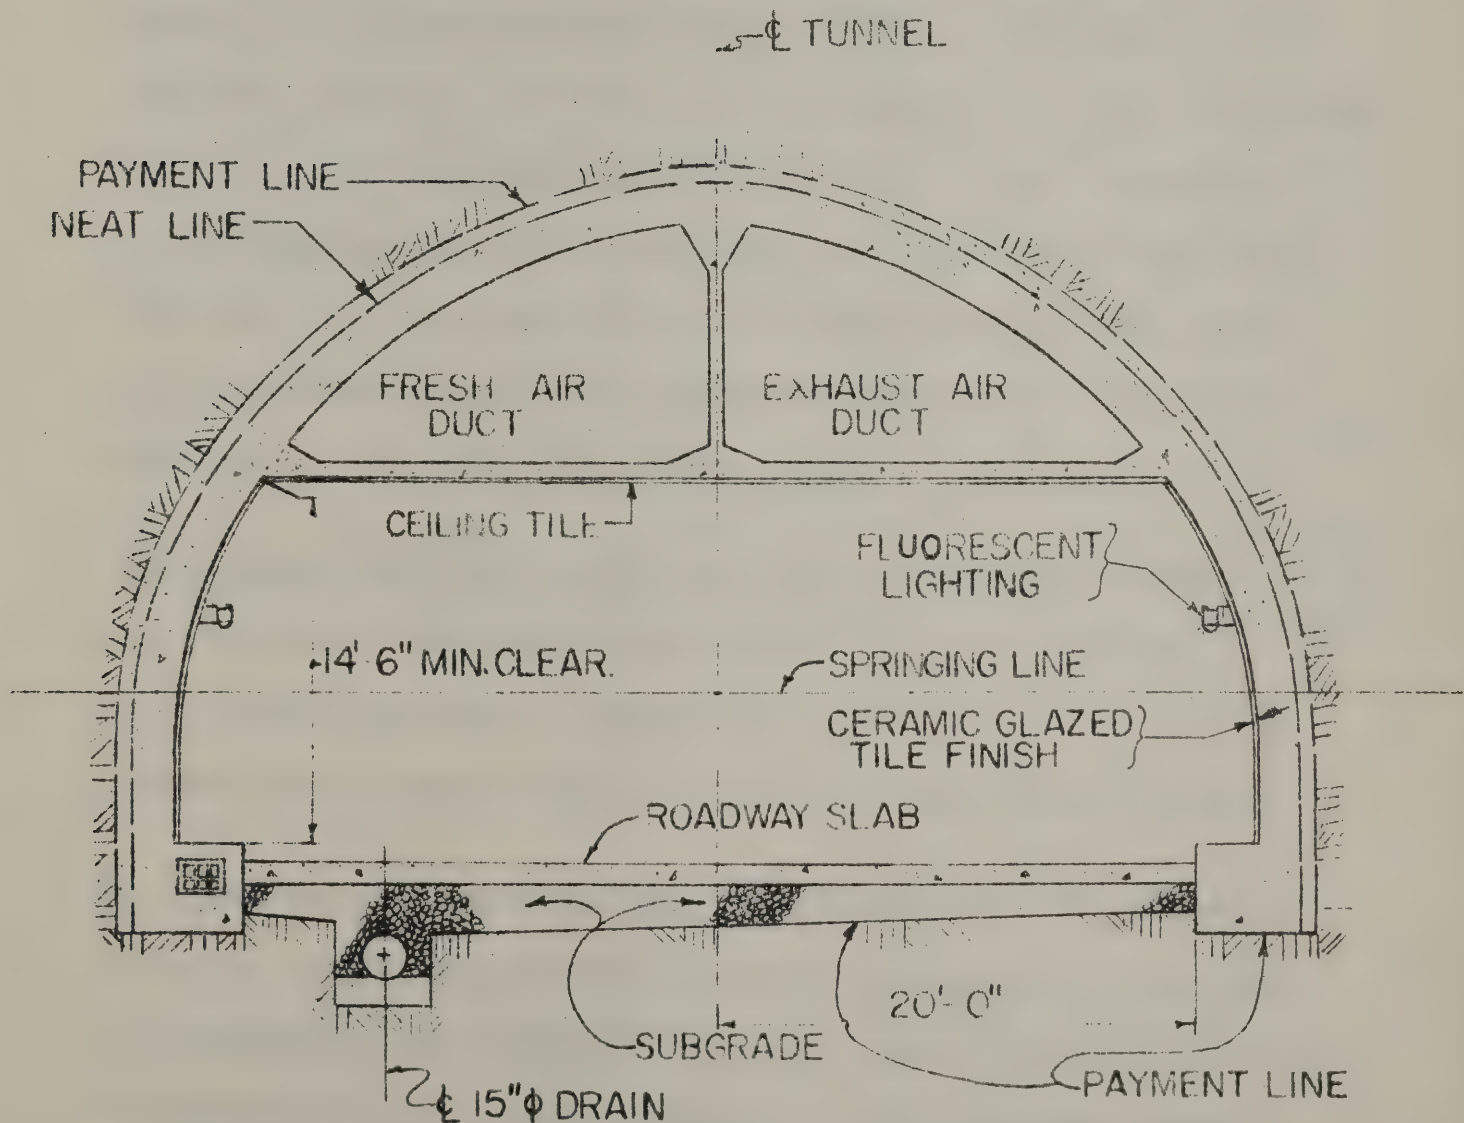 ℄ TUNNEL
PAYMENT LINE
NEAT LINE
FRESH AIR
DUCT
EXHAUST AIR
DUCT
CEILING TILE
FLUORESCENT
LIGHTING
14' 6" MIN. CLEAR.
SPRINGING LINE
CERAMIC GLAZED
TILE FINISH
ROADWAY SLAB
20'-0"
SUBGRADE
PAYMENT LINE
℄ 15"ϕ DRAIN